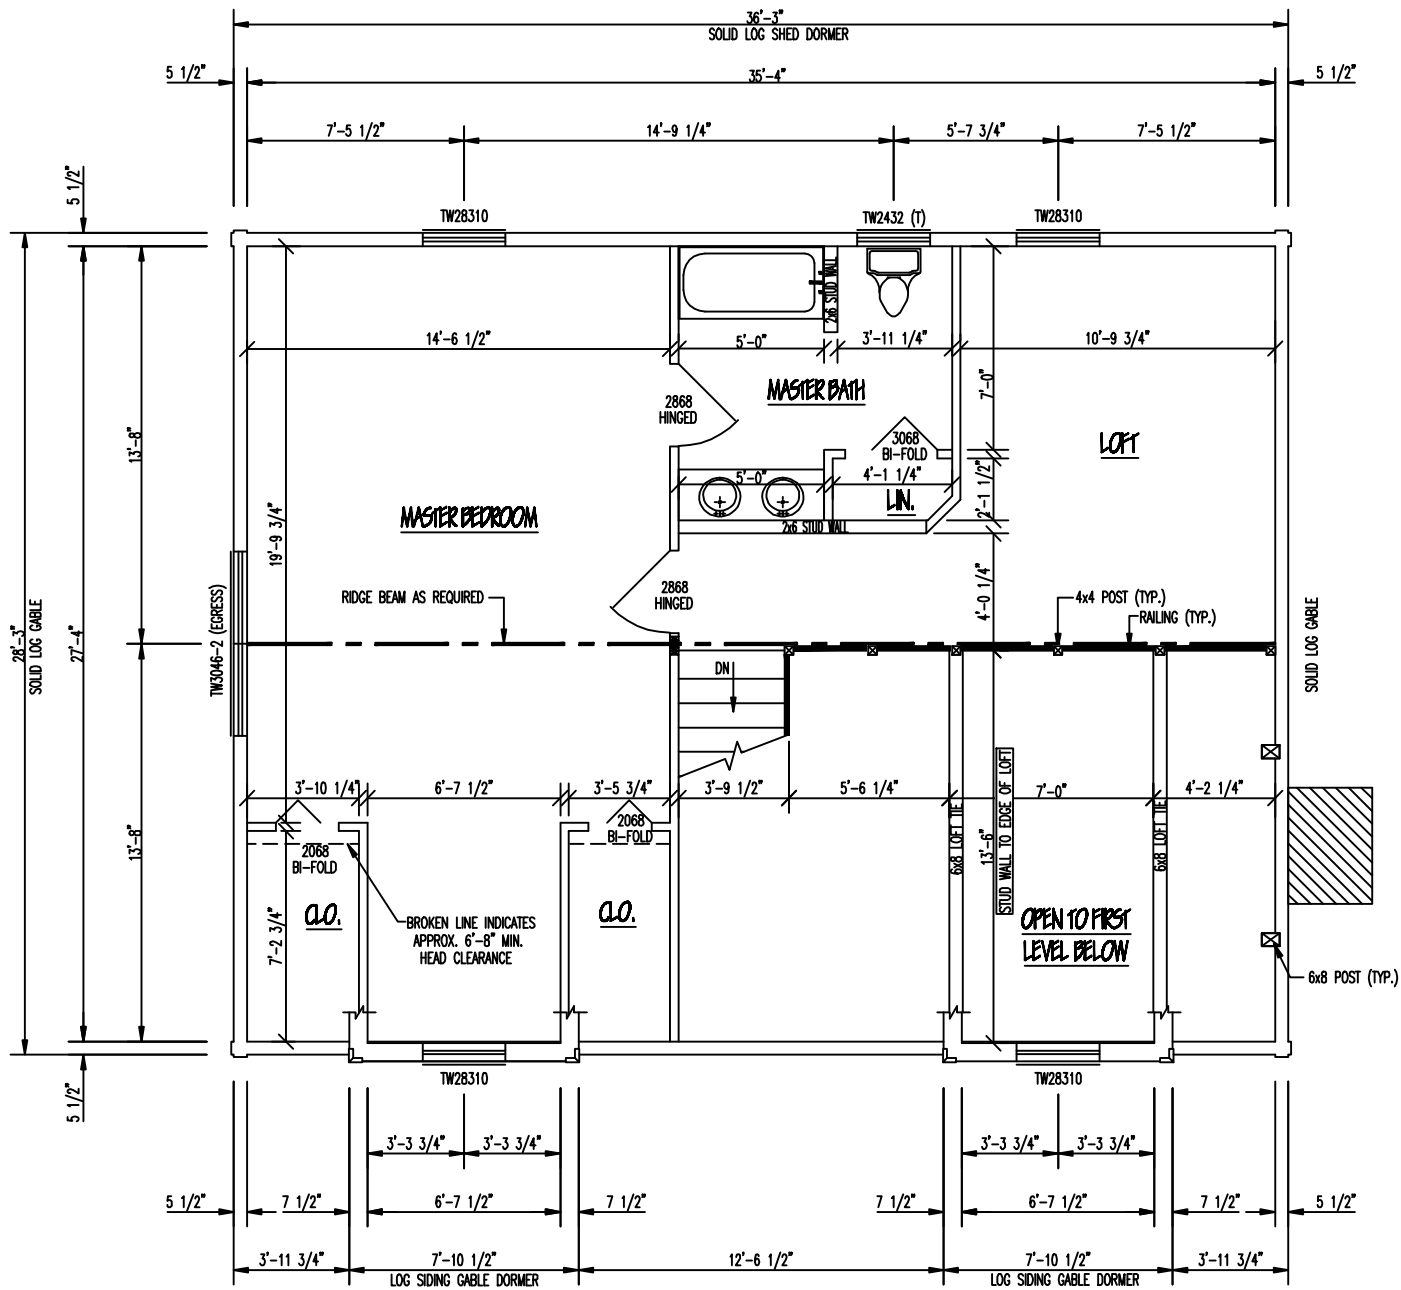 36'-3"
SOLID LOG SHED DORMER
5 1/2"
35'-4"
5 1/2"
7'-5 1/2"
14'-9 1/4"
5'-7 3/4"
7'-5 1/2"
5 1/2"
TW28310
TW2432 (T)
TW28310
2x6 STUD WALL
14'-6 1/2"
5'-0"
3'-11 1/4"
10'-9 3/4"
7'-0"
MASTER BATH
2868
HINGED
3068
BI-FOLD
LOFT
13'-8"
5'-0"
4'-1 1/4"
LIN.
2'-1 1/2"
MASTER BEDROOM
19'-9 3/4"
2x6 STUD WALL
4'-0 1/4"
2868
HINGED
RIDGE BEAM AS REQUIRED
4x4 POST (TYP.)
RAILING (TYP.)
28'-3"
SOLID LOG GABLE
27'-4"
TW3046-2 (EGRESS)
SOLID LOG GABLE
DN
3'-10 1/4"
6'-7 1/2"
3'-5 3/4"
3'-9 1/2"
5'-6 1/4"
7'-0"
4'-2 1/4"
13'-8"
2068
BI-FOLD
2068
BI-FOLD
6x8 LOFT TIE
13'-6"
STUD WALL TO EDGE OF LOFT
6x8 LOFT TIE
CLO.
CLO.
7'-2 3/4"
BROKEN LINE INDICATES
APPROX. 6'-8" MIN.
HEAD CLEARANCE
OPEN TO FIRST
LEVEL BELOW
6x8 POST (TYP.)
5 1/2"
TW28310
TW28310
3'-3 3/4"
3'-3 3/4"
3'-3 3/4"
3'-3 3/4"
5 1/2"
7 1/2"
6'-7 1/2"
7 1/2"
7 1/2"
6'-7 1/2"
7 1/2"
5 1/2"
3'-11 3/4"
7'-10 1/2"
12'-6 1/2"
7'-10 1/2"
3'-11 3/4"
LOG SIDING GABLE DORMER
LOG SIDING GABLE DORMER